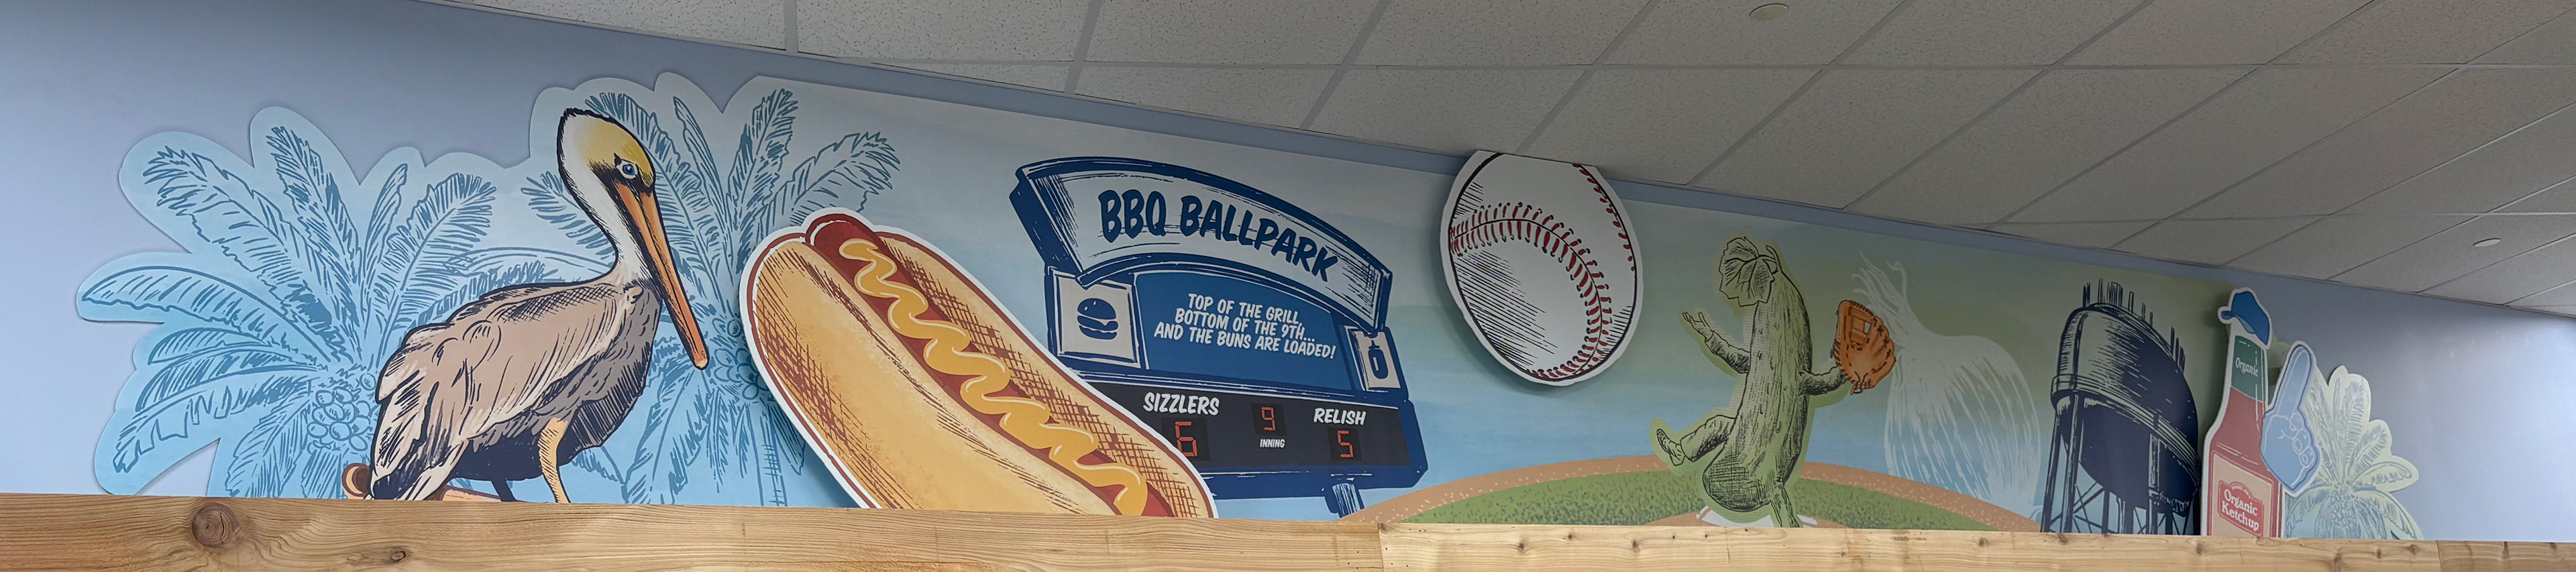 BBQ BALLPARK
TOP OF THE GRILL
BOTTOM OF THE 9TH...
AND THE BUNS ARE LOADED!
SIZZLERS
6
9
INNING
RELISH
5
Organic
Organic
Ketchup